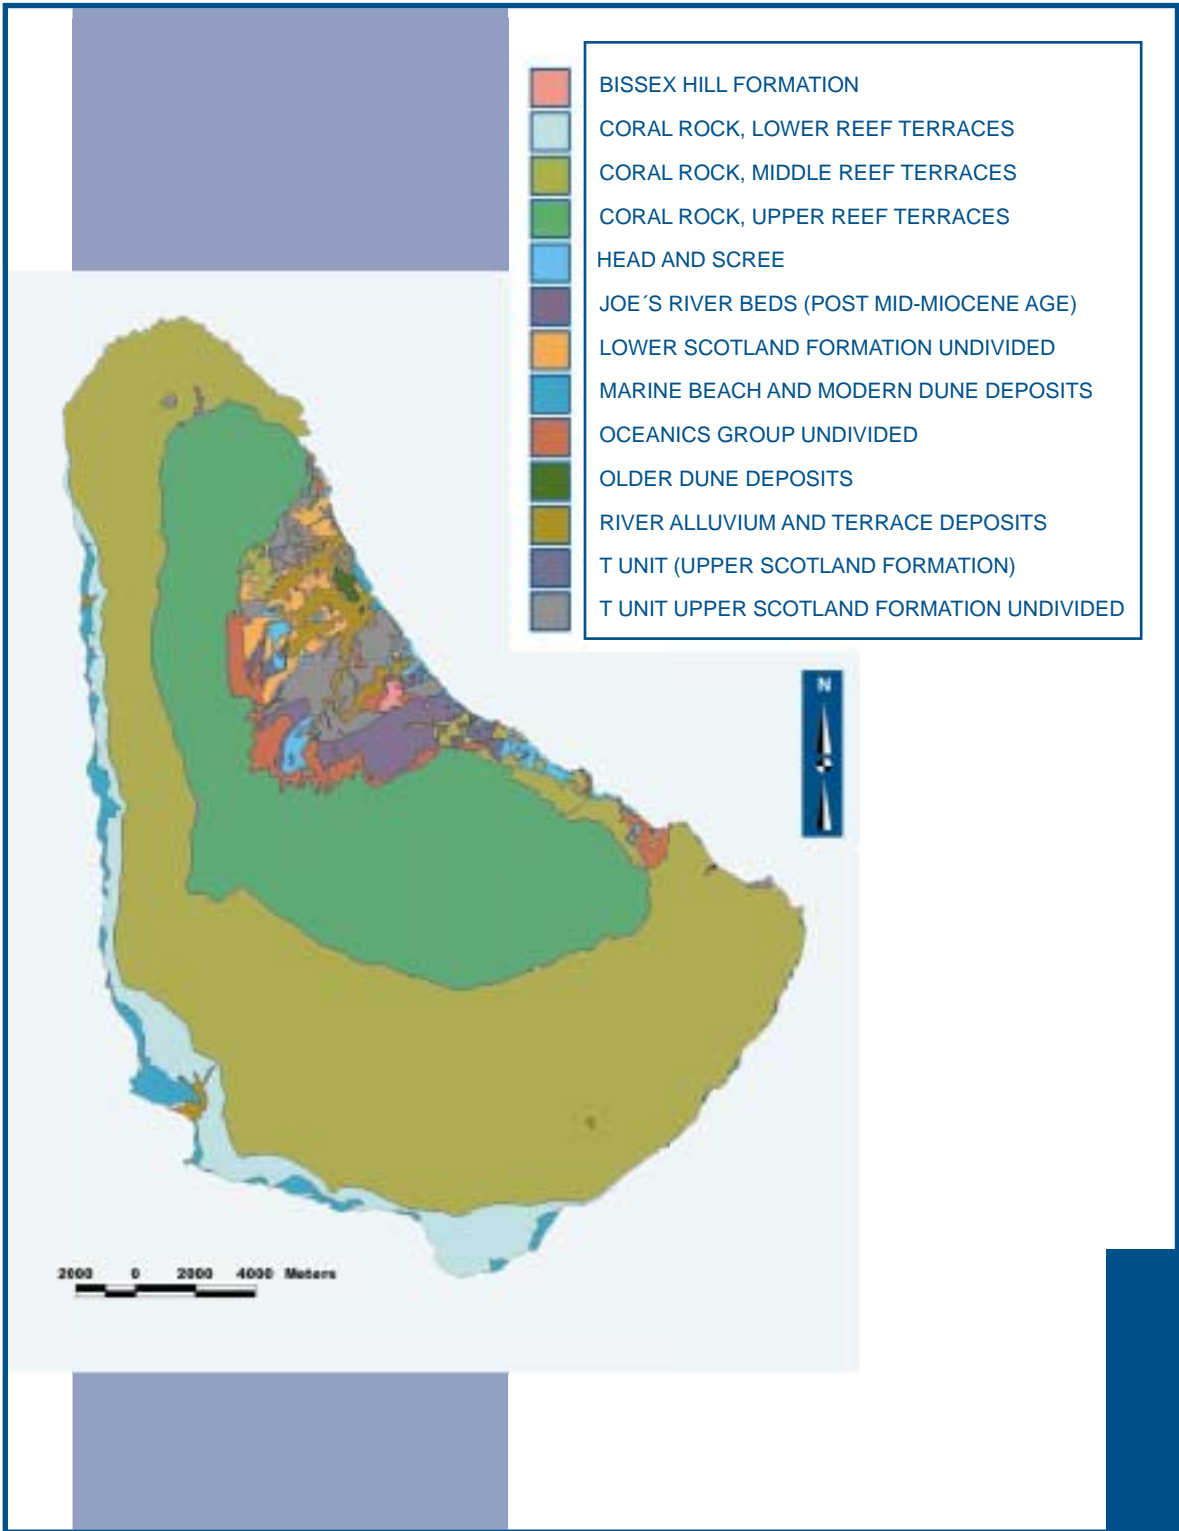 BISSEX HILL FORMATION
CORAL ROCK, LOWER REEF TERRACES
CORAL ROCK, MIDDLE REEF TERRACES
CORAL ROCK, UPPER REEF TERRACES
HEAD AND SCREE
JOE´S RIVER BEDS (POST MID-MIOCENE AGE)
LOWER SCOTLAND FORMATION UNDIVIDED
MARINE BEACH AND MODERN DUNE DEPOSITS
OCEANICS GROUP UNDIVIDED
OLDER DUNE DEPOSITS
RIVER ALLUVIUM AND TERRACE DEPOSITS
T UNIT (UPPER SCOTLAND FORMATION)
T UNIT UPPER SCOTLAND FORMATION UNDIVIDED
N
2000 0 2000 4000 Meters